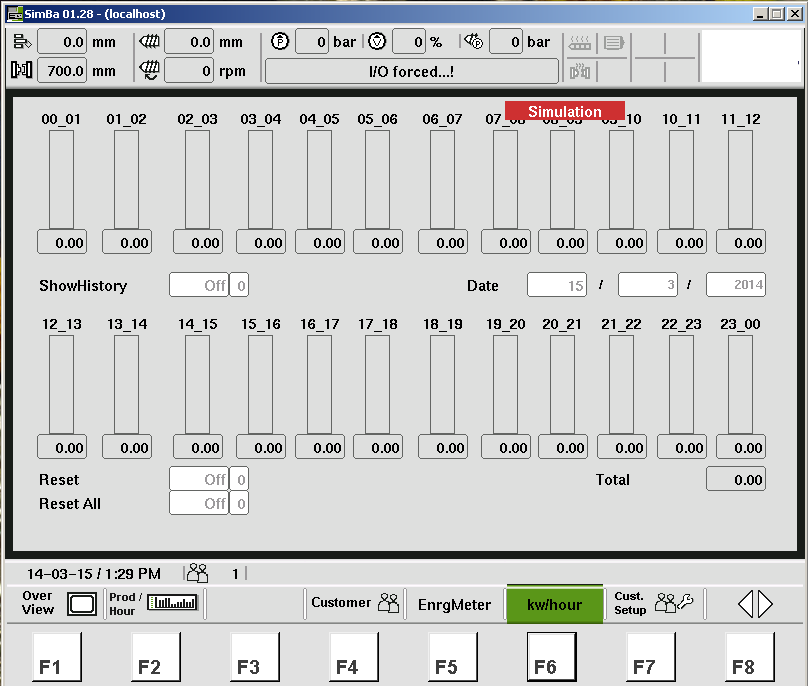 SimBa 01.28 - (localhost)
0.0 mm 0.0 mm P 0 bar V 0 % P 0 bar
700.0 mm 0 rpm I/O forced...!
Simulation
00_01 01_02 02_03 03_04 04_05 05_06 06_07 07_08 08_09 09_10 10_11 11_12
0.00 0.00 0.00 0.00 0.00 0.00 0.00 0.00 0.00 0.00 0.00 0.00
ShowHistory Off 0 Date 15 / 3 / 2014
12_13 13_14 14_15 15_16 16_17 17_18 18_19 19_20 20_21 21_22 22_23 23_00
0.00 0.00 0.00 0.00 0.00 0.00 0.00 0.00 0.00 0.00 0.00 0.00
Reset Off 0 Total 0.00
Reset All Off 0
14-03-15 / 1:29 PM 1
Over View Prod / Hour Customer EnrgMeter kw/hour Cust. Setup
F1 F2 F3 F4 F5 F6 F7 F8